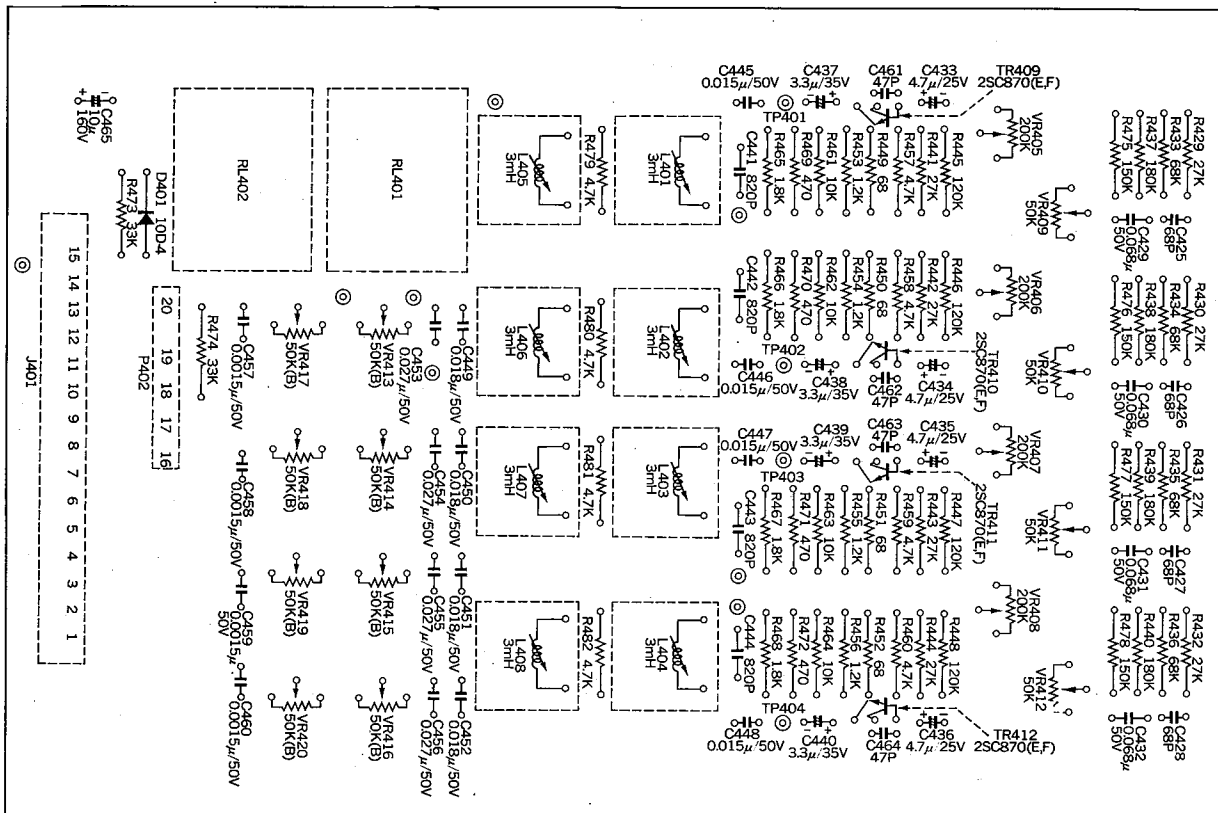 C465
10μ
160V
D401 10D4
R473 33K
RL402
RL401
J401
15 14 13 12 11 10 9 8 7 6 5 4 3 2 1
P402
20 19 18 17 16
R474 33K
C457
0.0015μ/50V
C458
0.0015μ/50V
C459
0.0015μ
50V
C460
0.0015μ/50V
VR417
50K(B)
VR418
50K(B)
VR419
50K(B)
VR420
50K(B)
VR413
50K(B)
VR414
50K(B)
VR415
50K(B)
VR416
50K(B)
C453
0.027μ/50V
C454
0.027μ/50V
C455
0.027μ/50V
C456
0.027μ/50V
C449
0.018μ/50V
C450
0.018μ/50V
C451
0.018μ/50V
C452
0.018μ/50V
L405
3mH
R479 4.7K
L401
3mH
L406
3mH
R480 4.7K
L402
3mH
L407
3mH
R481 4.7K
L403
3mH
L408
3mH
R482 4.7K
L404
3mH
C445
0.015μ/50V
C437
3.3μ/35V
C461
47P
C433
4.7μ/25V
TR409
2SC870(E,F)
TP401
C441 820P
R465 1.8K
R469 470
R461 10K
R453 1.2K
R449 68
R457 4.7K
R441 27K
R445 120K
C442 820P
R466 1.8K
R470 470
R462 10K
R454 1.2K
R450 68
R458 4.7K
R442 27K
R446 120K
TP402
C446
0.015μ/50V
C438
3.3μ/35V
C462
47P
C434
4.7μ/25V
TR410
2SC870(E,F)
C447
0.015μ/50V
C439
3.3μ/35V
C463
47P
C435
4.7μ/25V
TR411
2SC870(E,F)
TP403
C443 820P
R467 1.8K
R471 470
R463 10K
R455 1.2K
R451 68
R459 4.7K
R443 27K
R447 120K
C444 820P
R468 1.8K
R472 470
R464 10K
R456 1.2K
R452 68
R460 4.7K
R444 27K
R448 120K
TP404
C448
0.015μ/50V
C440
3.3μ/35V
C464
47P
C436
4.7μ/25V
TR412
2SC870(E,F)
VR405
200K
VR409
50K
VR406
200K
VR410
50K
VR407
200K
VR411
50K
VR408
200K
VR412
50K
R475 150K
R437 180K
R433 68K
R429 27K
C429
0.068μ
50V
C425
68P
R476 150K
R438 180K
R434 68K
R430 27K
C430
0.068μ
50V
C426
68P
R477 150K
R439 180K
R435 68K
R431 27K
C431
0.068μ
50V
C427
68P
R478 150K
R440 180K
R436 68K
R432 27K
C432
0.068μ
50V
C428
68P